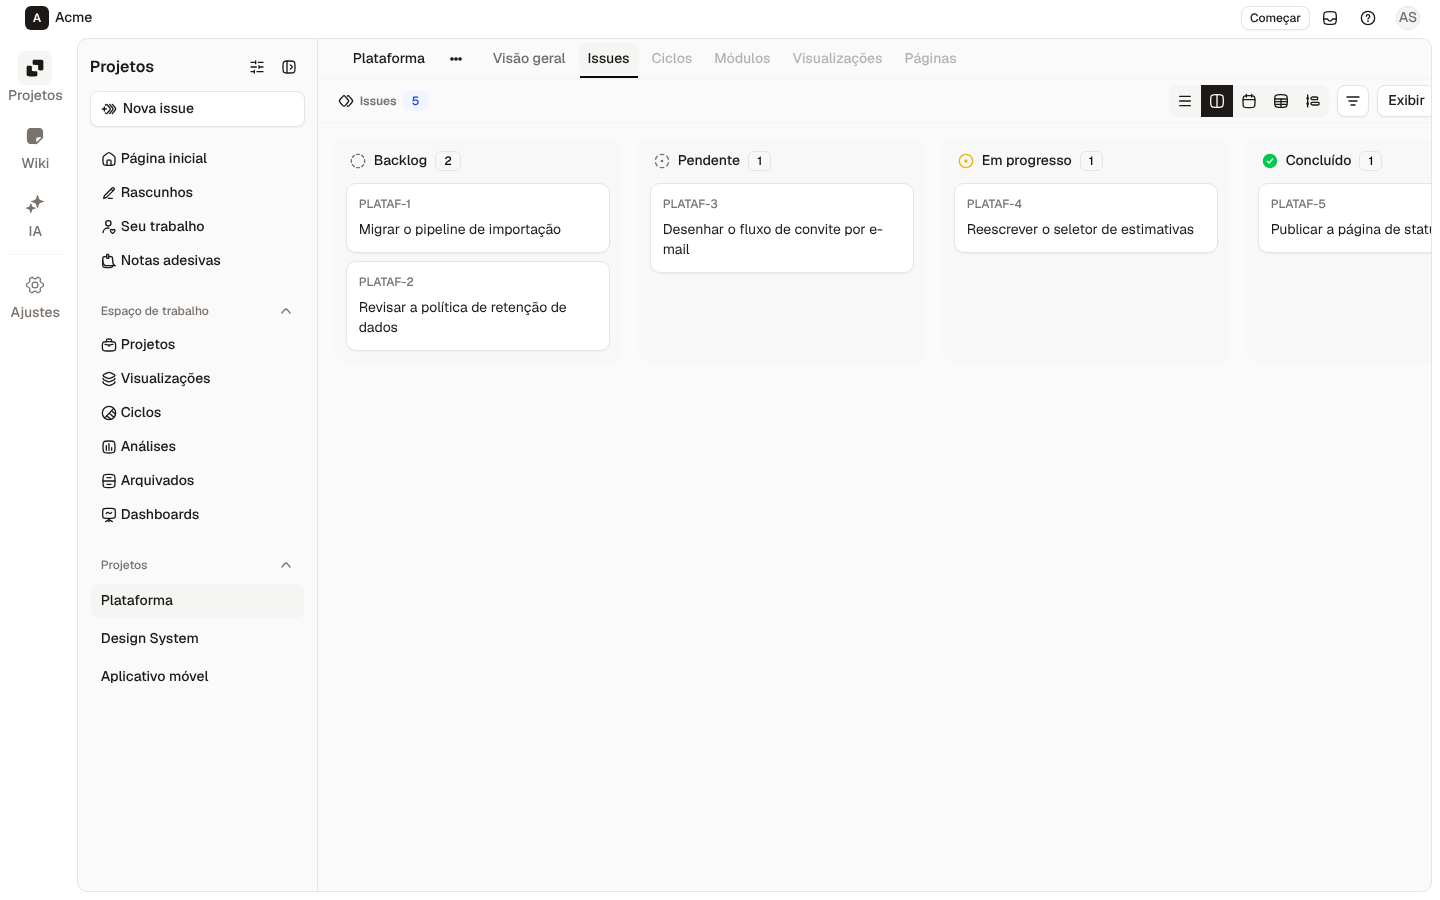 A Acme
Começar
AS
Projetos
Wiki
IA
Ajustes
Projetos
Nova issue
Página inicial
Rascunhos
Seu trabalho
Notas adesivas
Espaço de trabalho
Projetos
Visualizações
Ciclos
Análises
Arquivados
Dashboards
Projetos
Plataforma
Design System
Aplicativo móvel
Plataforma ••• Visão geral Issues Ciclos Módulos Visualizações Páginas
Issues 5
Exibir
Backlog 2
PLATAF-1
Migrar o pipeline de importação
PLATAF-2
Revisar a política de retenção de
dados
Pendente 1
PLATAF-3
Desenhar o fluxo de convite por e-
mail
Em progresso 1
PLATAF-4
Reescrever o seletor de estimativas
Concluído 1
PLATAF-5
Publicar a página de statu